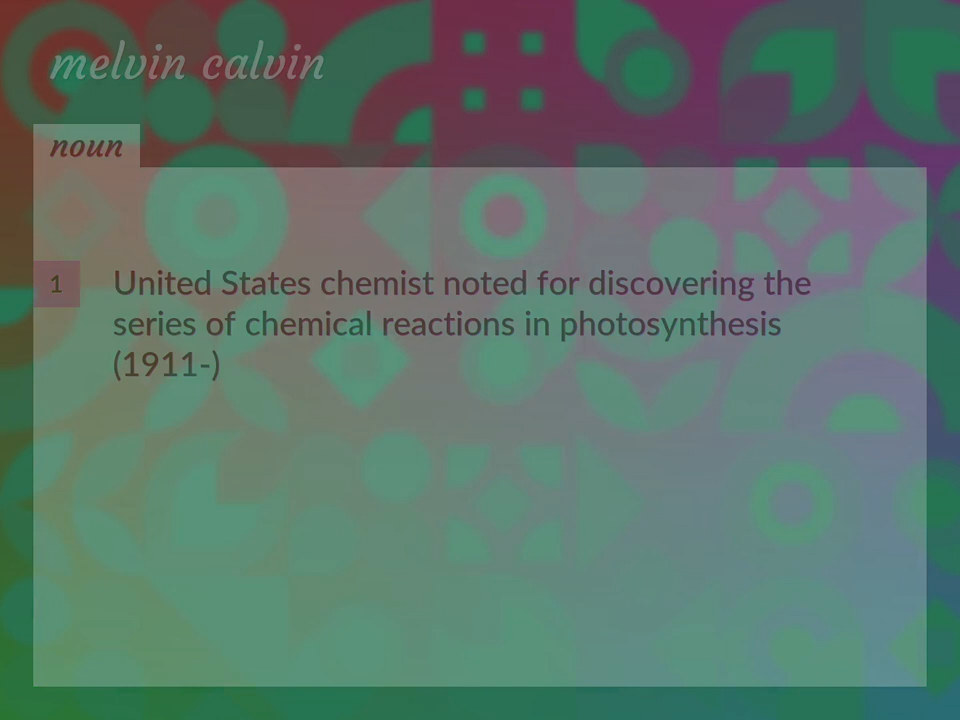 melvin calvin
noun
1
United States chemist noted for discovering the
series of chemical reactions in photosynthesis
(1911-)